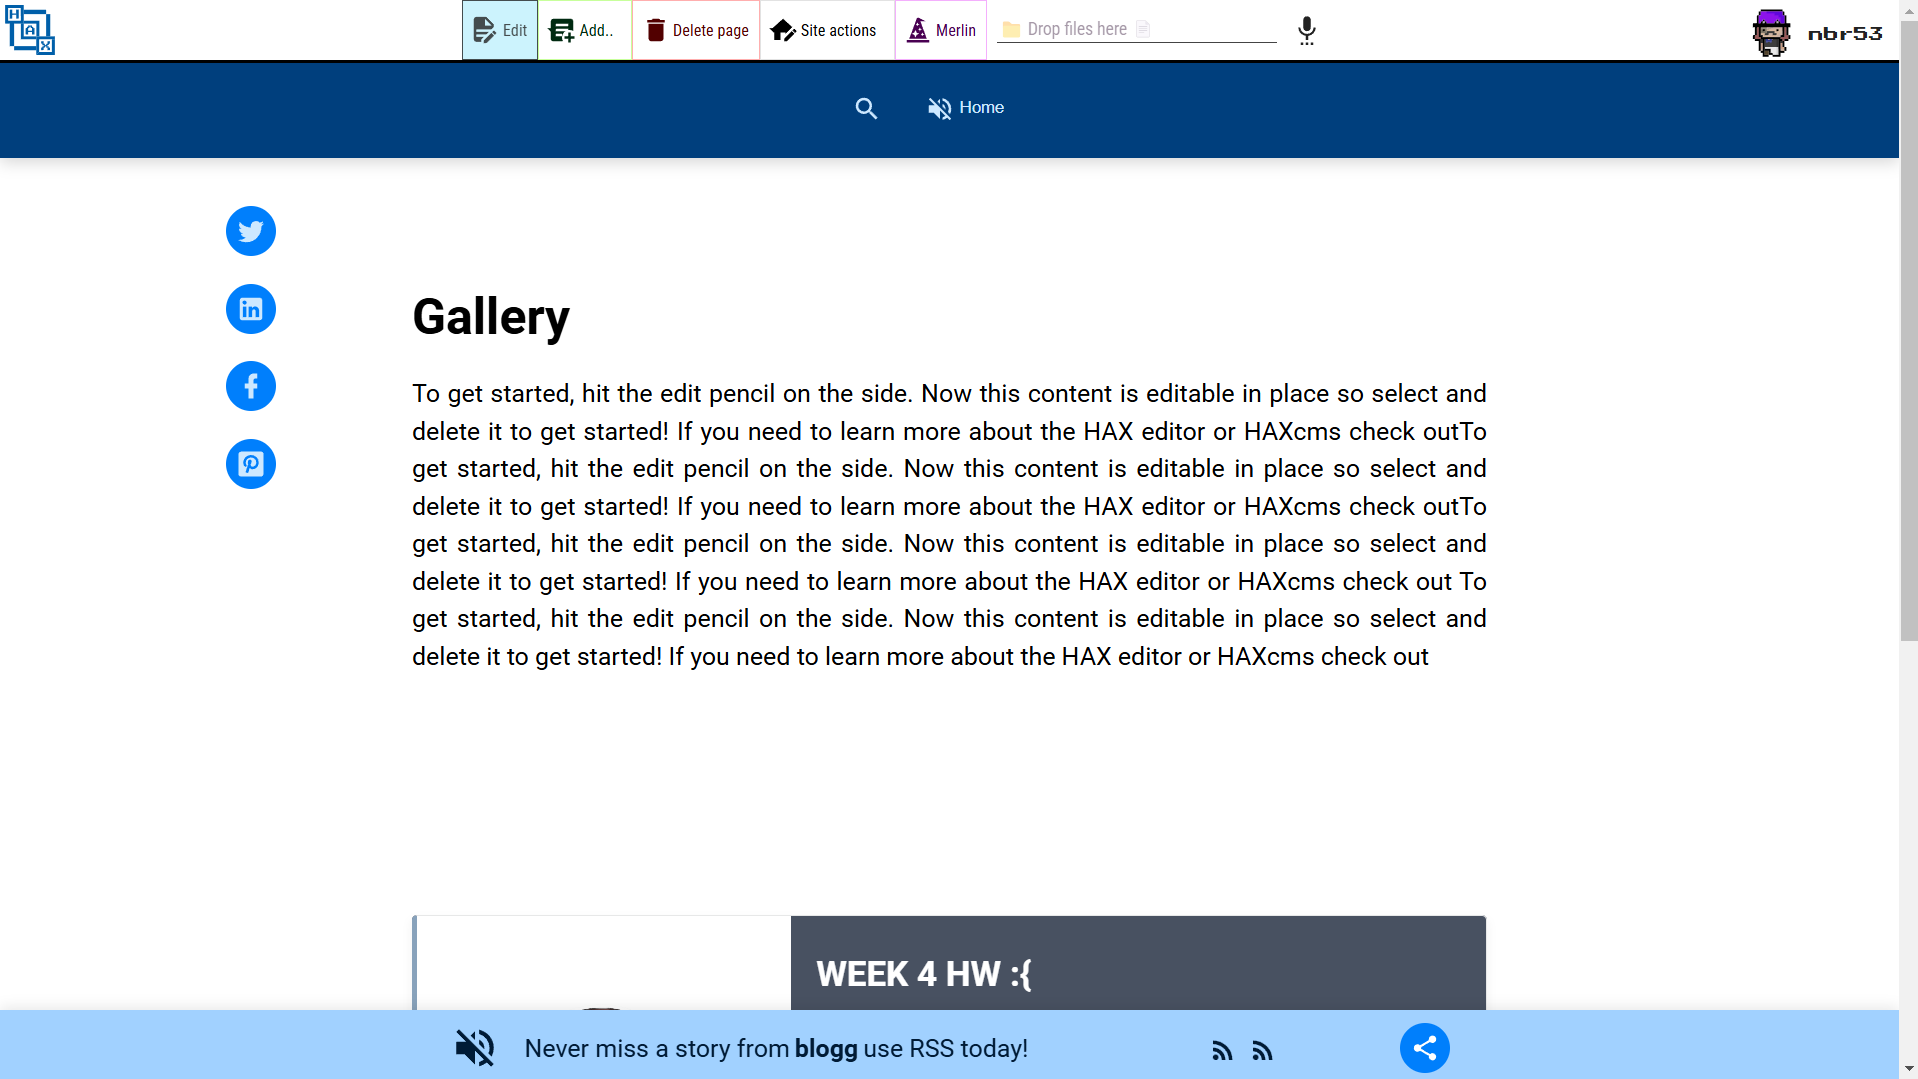 HAX
Edit
Add..
Delete page
Site actions
Merlin
Drop files here
nbr53
Home
Gallery
To get started, hit the edit pencil on the side. Now this content is editable in place so select and
delete it to get started! If you need to learn more about the HAX editor or HAXcms check outTo
get started, hit the edit pencil on the side. Now this content is editable in place so select and
delete it to get started! If you need to learn more about the HAX editor or HAXcms check outTo
get started, hit the edit pencil on the side. Now this content is editable in place so select and
delete it to get started! If you need to learn more about the HAX editor or HAXcms check out To
get started, hit the edit pencil on the side. Now this content is editable in place so select and
delete it to get started! If you need to learn more about the HAX editor or HAXcms check out
WEEK 4 HW :{
Never miss a story from blogg use RSS today!